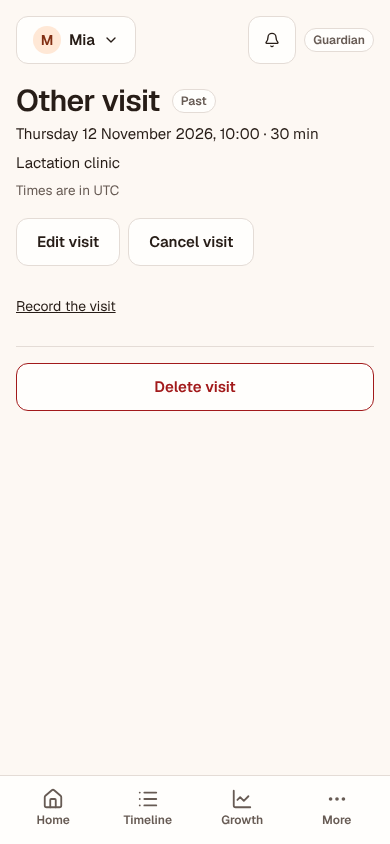 M Mia
Guardian
Other visit Past
Thursday 12 November 2026, 10:00 · 30 min
Lactation clinic
Times are in UTC
Edit visit Cancel visit
Record the visit
Delete visit
Home Timeline Growth More